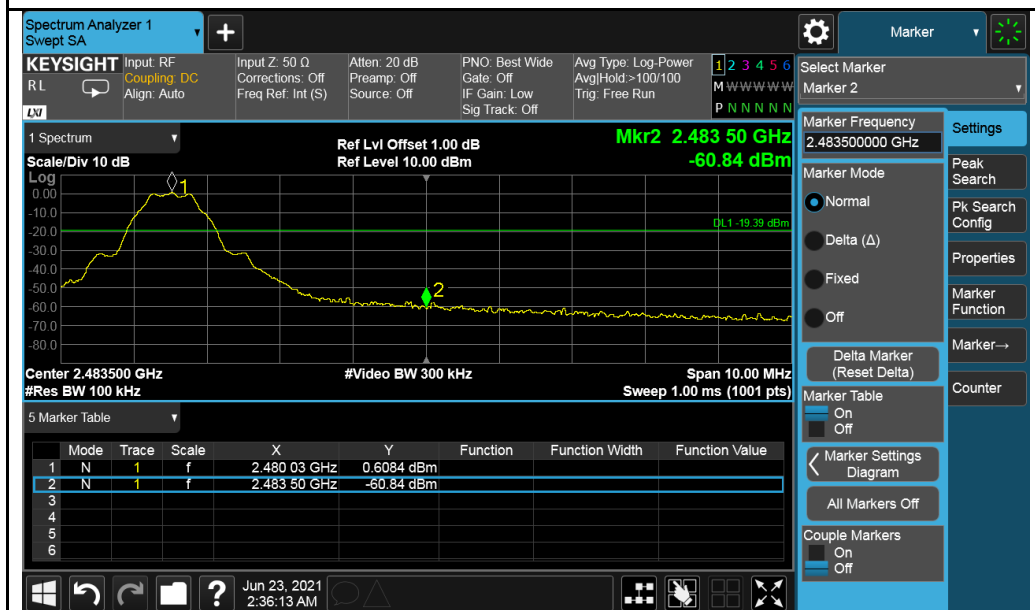 Spectrum Analyzer 1
Swept SA
+
Marker
KEYSIGHT
RL
LXI
Input: RF
Coupling: DC
Align: Auto
Input Z: 50 Ω
Corrections: Off
Freq Ref: Int (S)
Atten: 20 dB
Preamp: Off
Source: Off
PNO: Best Wide
Gate: Off
IF Gain: Low
Sig Track: Off
Avg Type: Log-Power
Avg|Hold:>100/100
Trig: Free Run
1 2 3 4 5 6
M W W W W W
P N N N N N
Select Marker
Marker 2
1 Spectrum
Scale/Div 10 dB
Ref Lvl Offset 1.00 dB
Ref Level 10.00 dBm
Mkr2 2.483 50 GHz
-60.84 dBm
Log
0.00
-10.0
-20.0
-30.0
-40.0
-50.0
-60.0
-70.0
-80.0
1
2
DL1 -19.39 dBm
Center 2.483500 GHz
#Res BW 100 kHz
#Video BW 300 kHz
Span 10.00 MHz
Sweep 1.00 ms (1001 pts)
5 Marker Table
Mode Trace Scale X Y Function Function Width Function Value
1 N 1 f 2.480 03 GHz 0.6084 dBm
2 N 1 f 2.483 50 GHz -60.84 dBm
3
4
5
6
Marker Frequency
2.483500000 GHz
Marker Mode
Normal
Delta (Δ)
Fixed
Off
Delta Marker
(Reset Delta)
Marker Table
On
Off
Marker Settings
Diagram
All Markers Off
Couple Markers
On
Off
Settings
Peak
Search
Pk Search
Config
Properties
Marker
Function
Marker→
Counter
?
Jun 23, 2021
2:36:13 AM